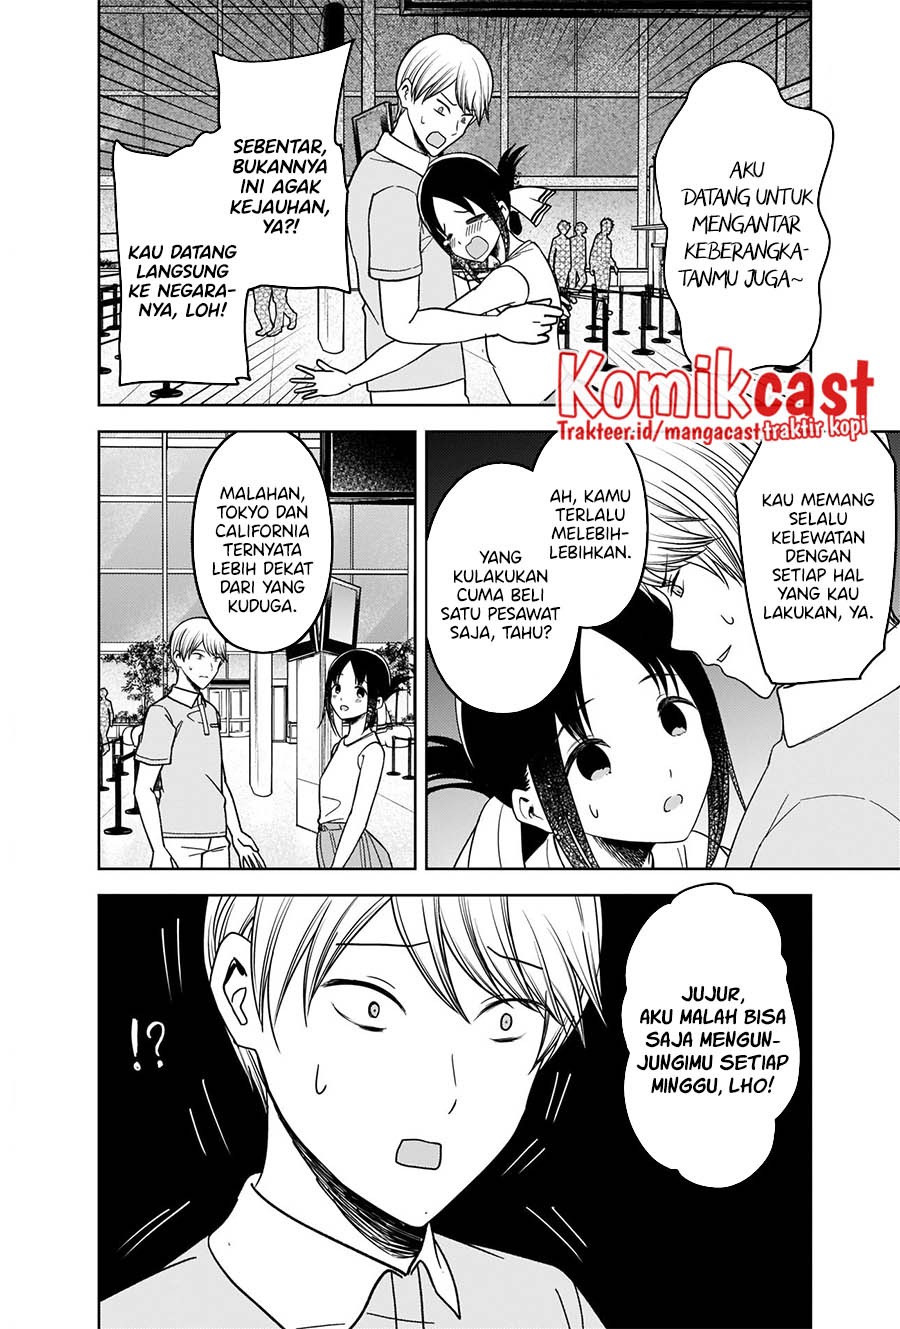 AKU
DATANG UNTUK
MENGANTAR
KEBERANGKA-
TANMU JUGA~
SEBENTAR,
BUKANNYA
INI AGAK
KEJAUHAN,
YA?!
KAU DATANG
LANGSUNG
KE NEGARA-
NYA, LOH!
Komikcast
Trakteer.id/mangacast traktir kopi
KAU MEMANG
SELALU
KELEWATAN
DENGAN
SETIAP HAL
YANG KAU
LAKUKAN, YA.
AH, KAMU
TERLALU
MELEBIH-
LEBIHKAN.
YANG
KULAKUKAN
CUMA BELI
SATU PESAWAT
SAJA, TAHU?
MALAHAN,
TOKYO DAN
CALIFORNIA
TERNYATA
LEBIH DEKAT
DARI YANG
KUDUGA.
JUJUR,
AKU MALAH BISA
SAJA MENGUN-
JUNGIMU SETIAP
MINGGU, LHO!
!?